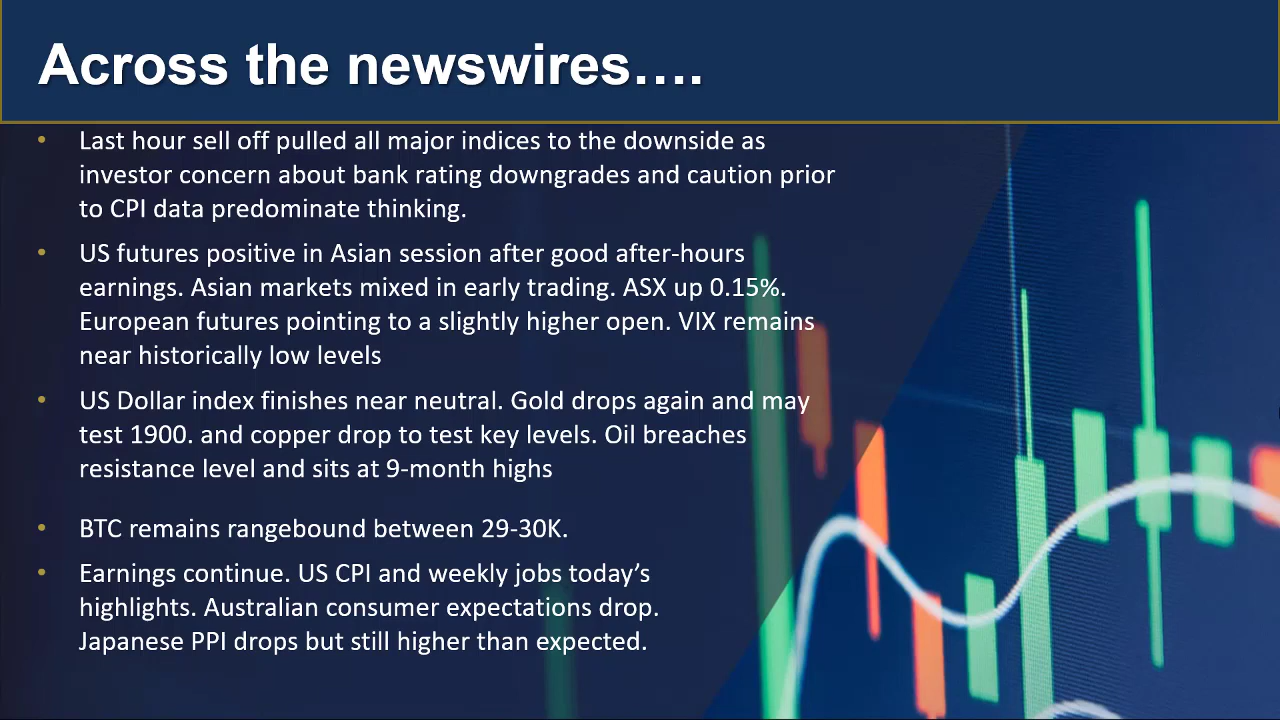 Across the newswires….
• Last hour sell off pulled all major indices to the downside as
investor concern about bank rating downgrades and caution prior
to CPI data predominate thinking.
• US futures positive in Asian session after good after-hours
earnings. Asian markets mixed in early trading. ASX up 0.15%.
European futures pointing to a slightly higher open. VIX remains
near historically low levels
• US Dollar index finishes near neutral. Gold drops again and may
test 1900. and copper drop to test key levels. Oil breaches
resistance level and sits at 9-month highs
• BTC remains rangebound between 29-30K.
• Earnings continue. US CPI and weekly jobs today’s
highlights. Australian consumer expectations drop.
Japanese PPI drops but still higher than expected.